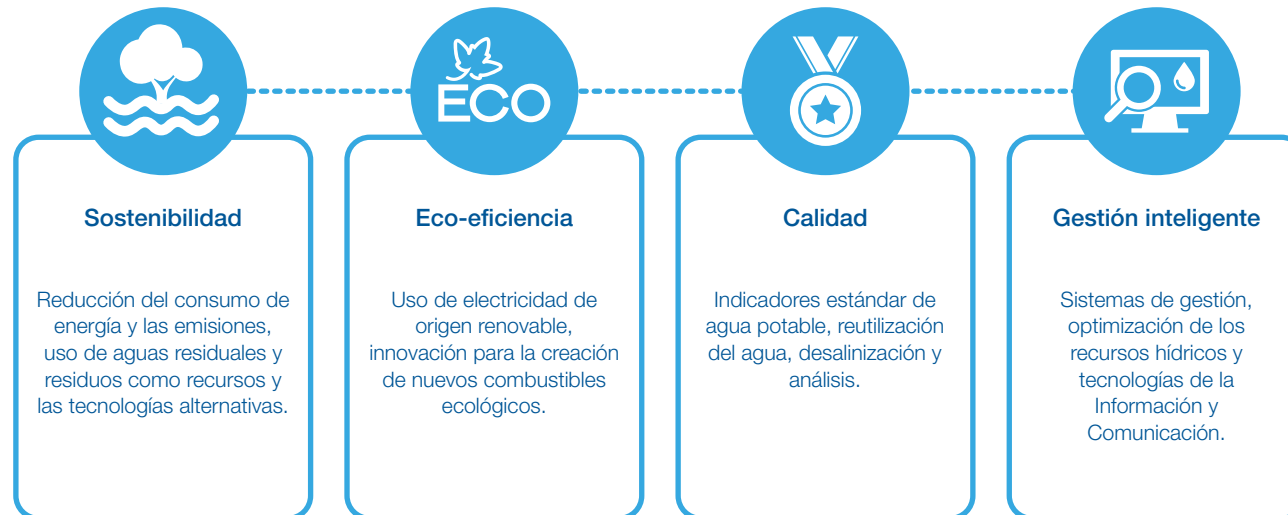 ECO
Sostenibilidad
Reducción del consumo de
energía y las emisiones,
uso de aguas residuales y
residuos como recursos y
las tecnologías alternativas.
Eco-eficiencia
Uso de electricidad de
origen renovable,
innovación para la creación
de nuevos combustibles
ecológicos.
Calidad
Indicadores estándar de
agua potable, reutilización
del agua, desalinización y
análisis.
Gestión inteligente
Sistemas de gestión,
optimización de los
recursos hídricos y
tecnologías de la
Información y
Comunicación.